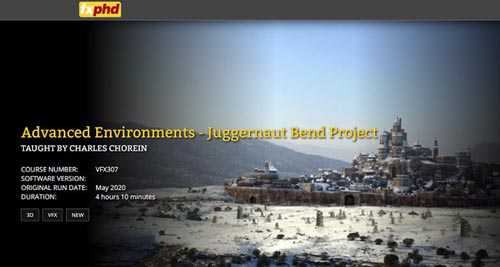 fxphd
Advanced Environments - Juggernaut Bend Project
TAUGHT BY CHARLES CHOREIN
COURSE NUMBER: VFX307
SOFTWARE VERSION:
ORIGINAL RUN DATE: May 2020
DURATION: 4 hours 10 minutes
3D VFX NEW